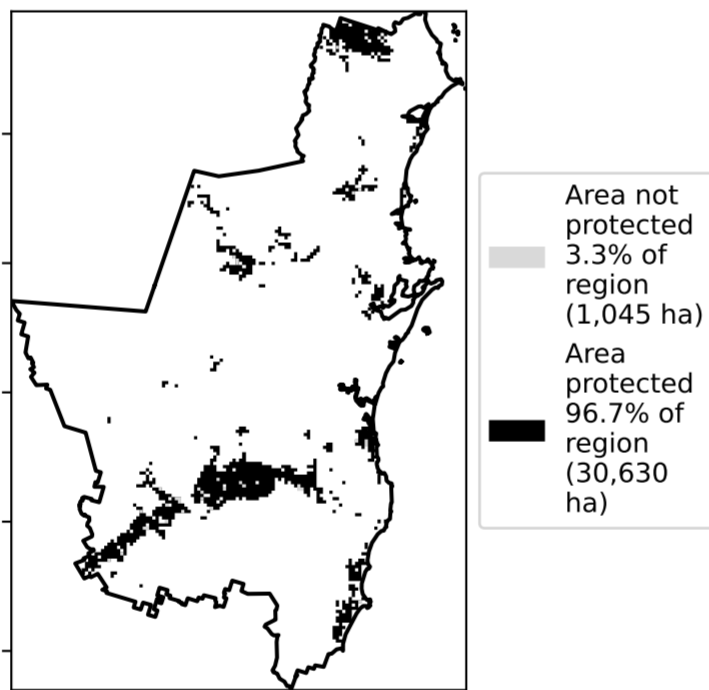 Area not
protected
3.3% of
region
(1,045 ha)
Area
protected
96.7% of
region
(30,630
ha)